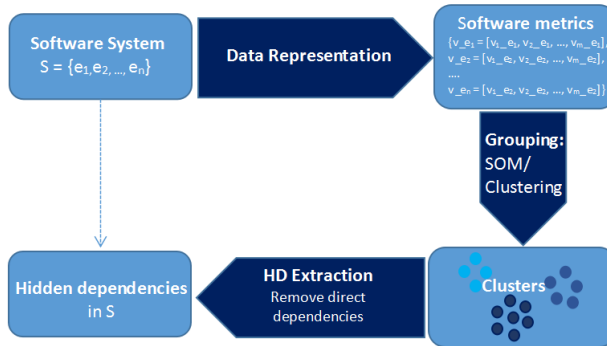 Software System
S = {e₁,e₂, ..., eₙ}
Data Representation
Software metrics
{v_e₁ = [v₁_e₁, v₂_e₁, ..., vₘ_e₁],
v_e₂ = [v₁_e₂, v₂_e₂, ..., vₘ_e₂],
....
v_eₙ = [v₁_e₂, v₂_e₂, ..., vₘ_e₂]}
Grouping:
SOM/
Clustering
Clusters
HD Extraction
Remove direct
dependencies
Hidden dependencies
in S